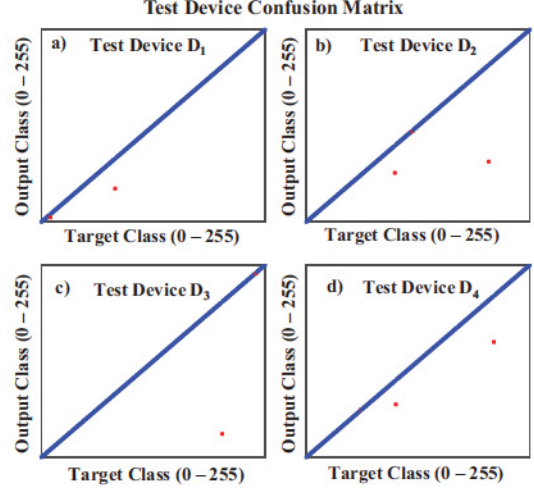 Test Device Confusion Matrix
a) Test Device D1
Output Class (0 – 255)
Target Class (0 – 255)
b) Test Device D2
Output Class (0 – 255)
Target Class (0 – 255)
c) Test Device D3
Output Class (0 – 255)
Target Class (0 – 255)
d) Test Device D4
Output Class (0 – 255)
Target Class (0 – 255)